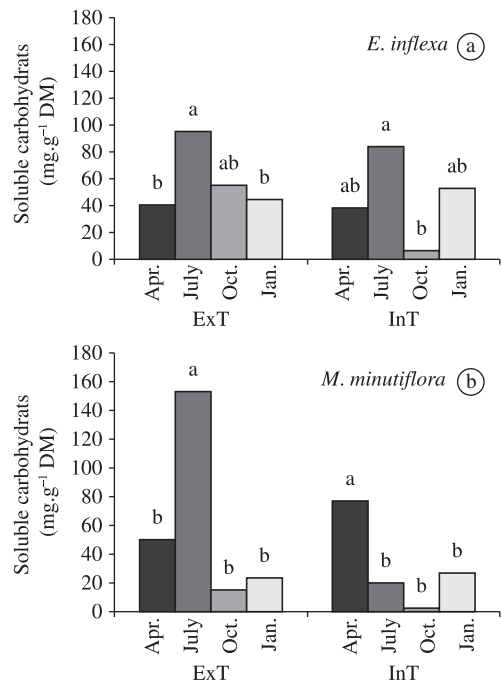 E. inflexa a
Soluble carbohydrats
(mg.g⁻¹ DM)
180
160
140
120
100
80
60
40
20
0
b a ab b ab a b ab
Apr. July Oct. Jan. Apr. July Oct. Jan.
ExT InT
M. minutiflora b
Soluble carbohydrats
(mg.g⁻¹ DM)
180
160
140
120
100
80
60
40
20
0
b a b b a b b b
Apr. July Oct. Jan. Apr. July Oct. Jan.
ExT InT